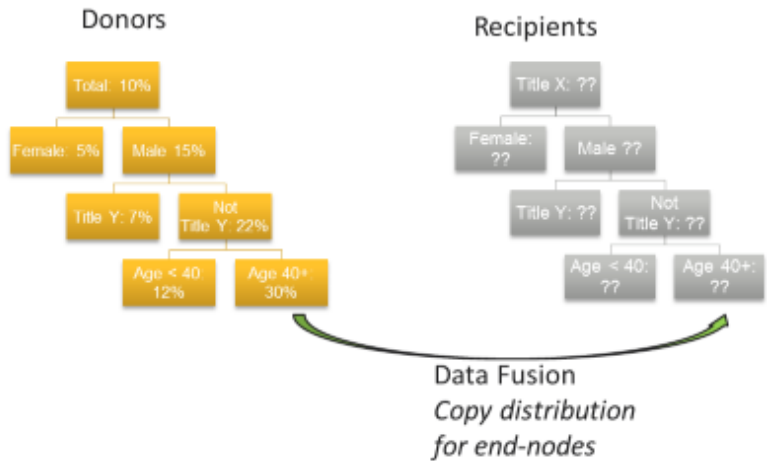 Donors
Recipients
Total: 10%
Female: 5%
Male 15%
Title Y: 7%
Not
Title Y: 22%
Age < 40:
12%
Age 40+:
30%
Title X: ??
Female:
??
Male ??
Title Y: ??
Not
Title Y: ??
Age < 40:
??
Age 40+:
??
Data Fusion
Copy distribution
for end-nodes